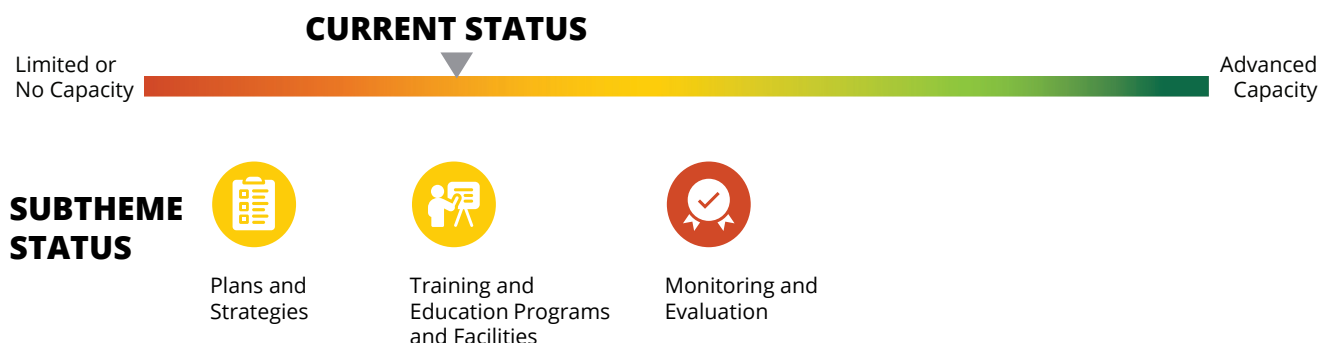 CURRENT STATUS
Limited or
No Capacity
Advanced
Capacity
SUBTHEME
STATUS
Plans and
Strategies
Training and
Education Programs
and Facilities
Monitoring and
Evaluation